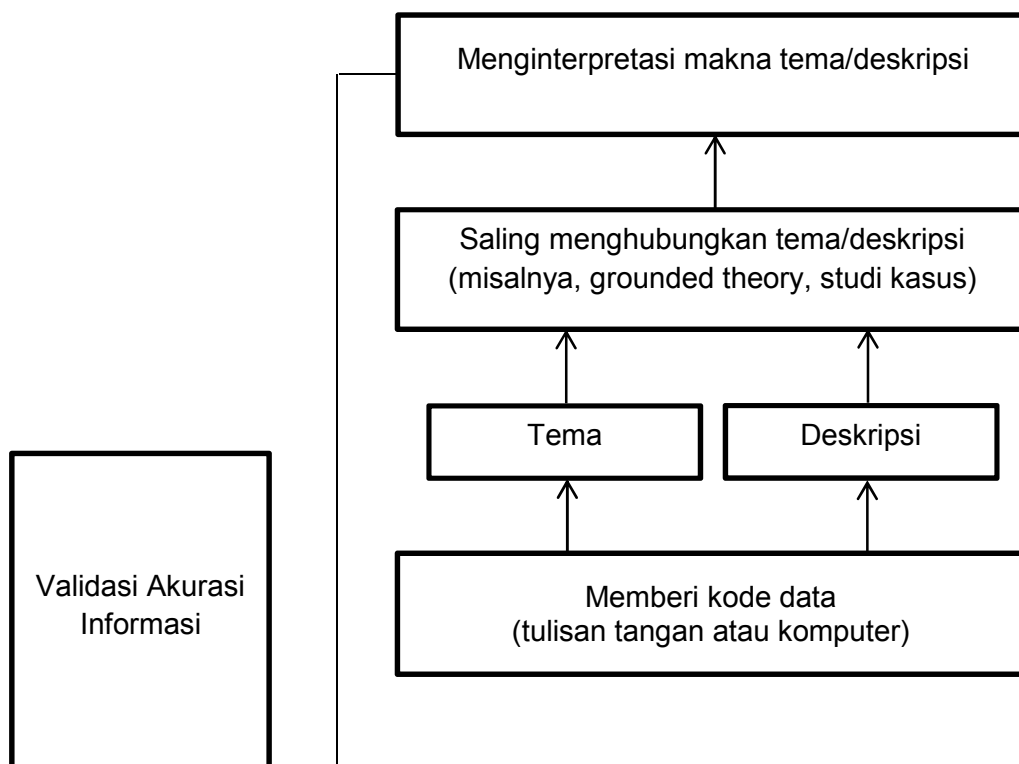 Menginterpretasi makna tema/deskripsi
Saling menghubungkan tema/deskripsi
(misalnya, grounded theory, studi kasus)
Tema
Deskripsi
Validasi Akurasi
Informasi
Memberi kode data
(tulisan tangan atau komputer)